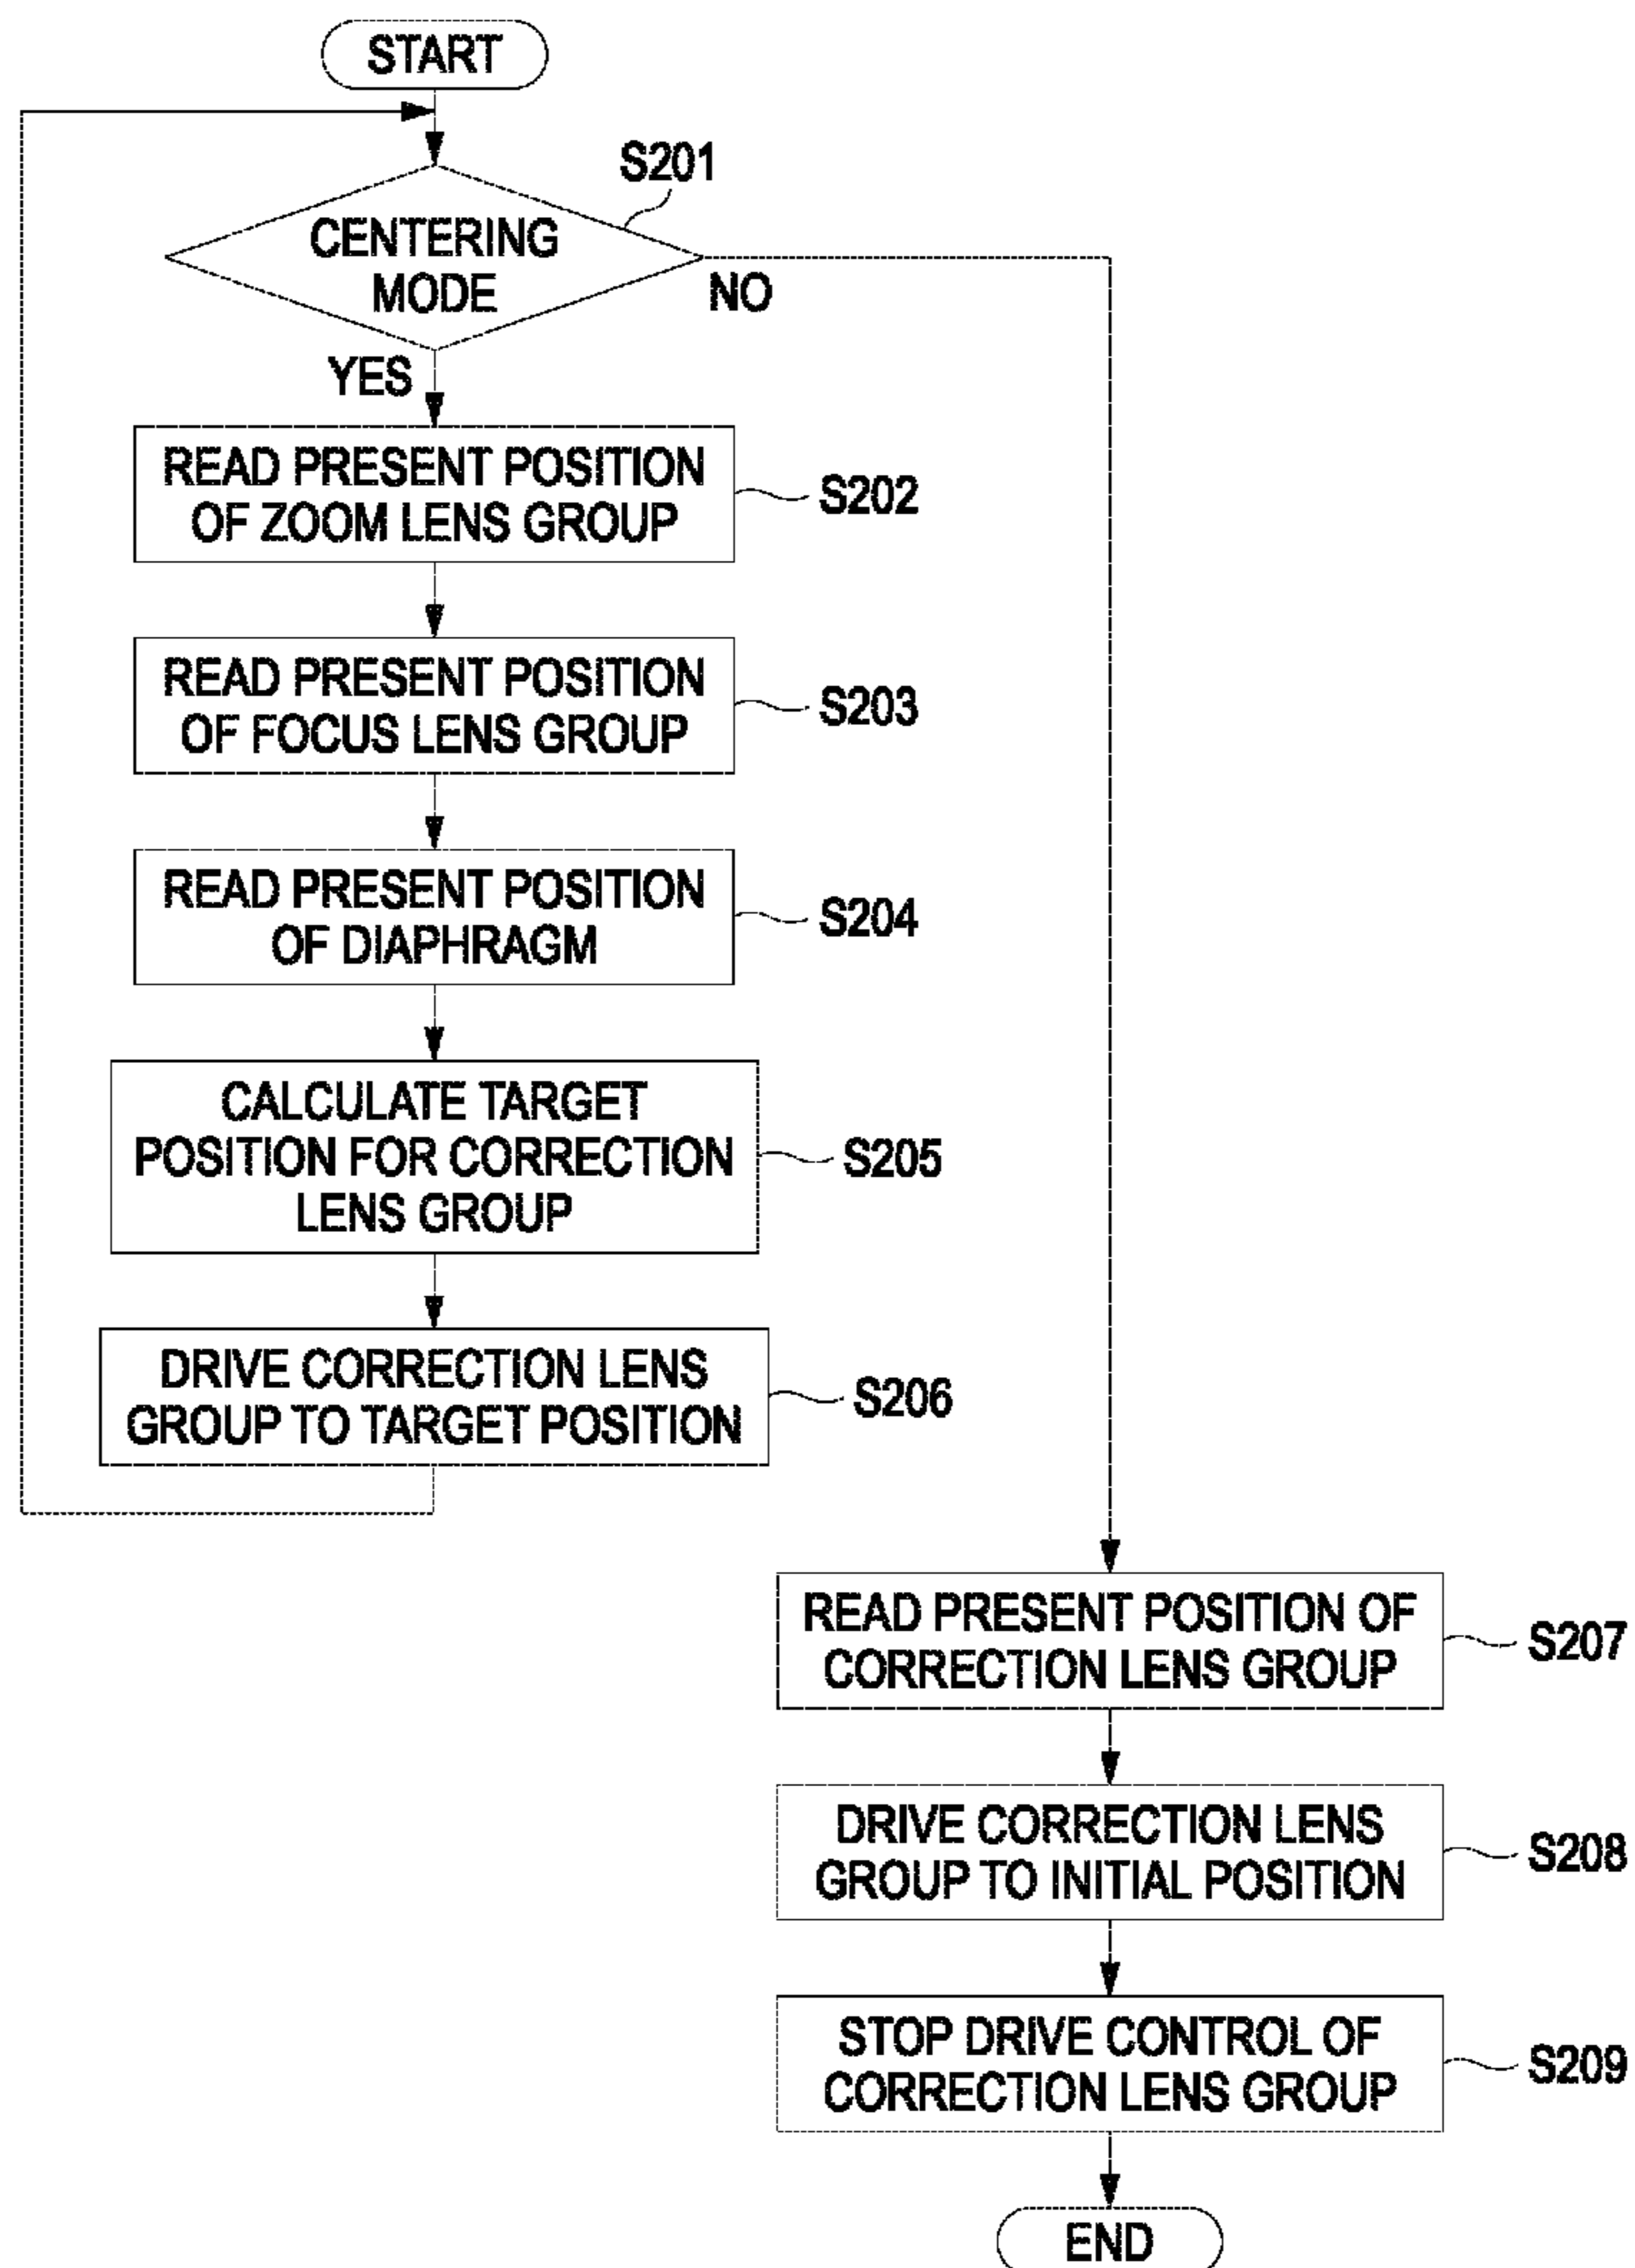 START
S201
CENTERING
MODE
NO
YES
READ PRESENT POSITION
OF ZOOM LENS GROUP
S202
READ PRESENT POSITION
OF FOCUS LENS GROUP
S203
READ PRESENT POSITION
OF DIAPHRAGM
S204
CALCULATE TARGET
POSITION FOR CORRECTION
LENS GROUP
S205
DRIVE CORRECTION LENS
GROUP TO TARGET POSITION
S206
READ PRESENT POSITION OF
CORRECTION LENS GROUP
S207
DRIVE CORRECTION LENS
GROUP TO INITIAL POSITION
S208
STOP DRIVE CONTROL OF
CORRECTION LENS GROUP
S209
END